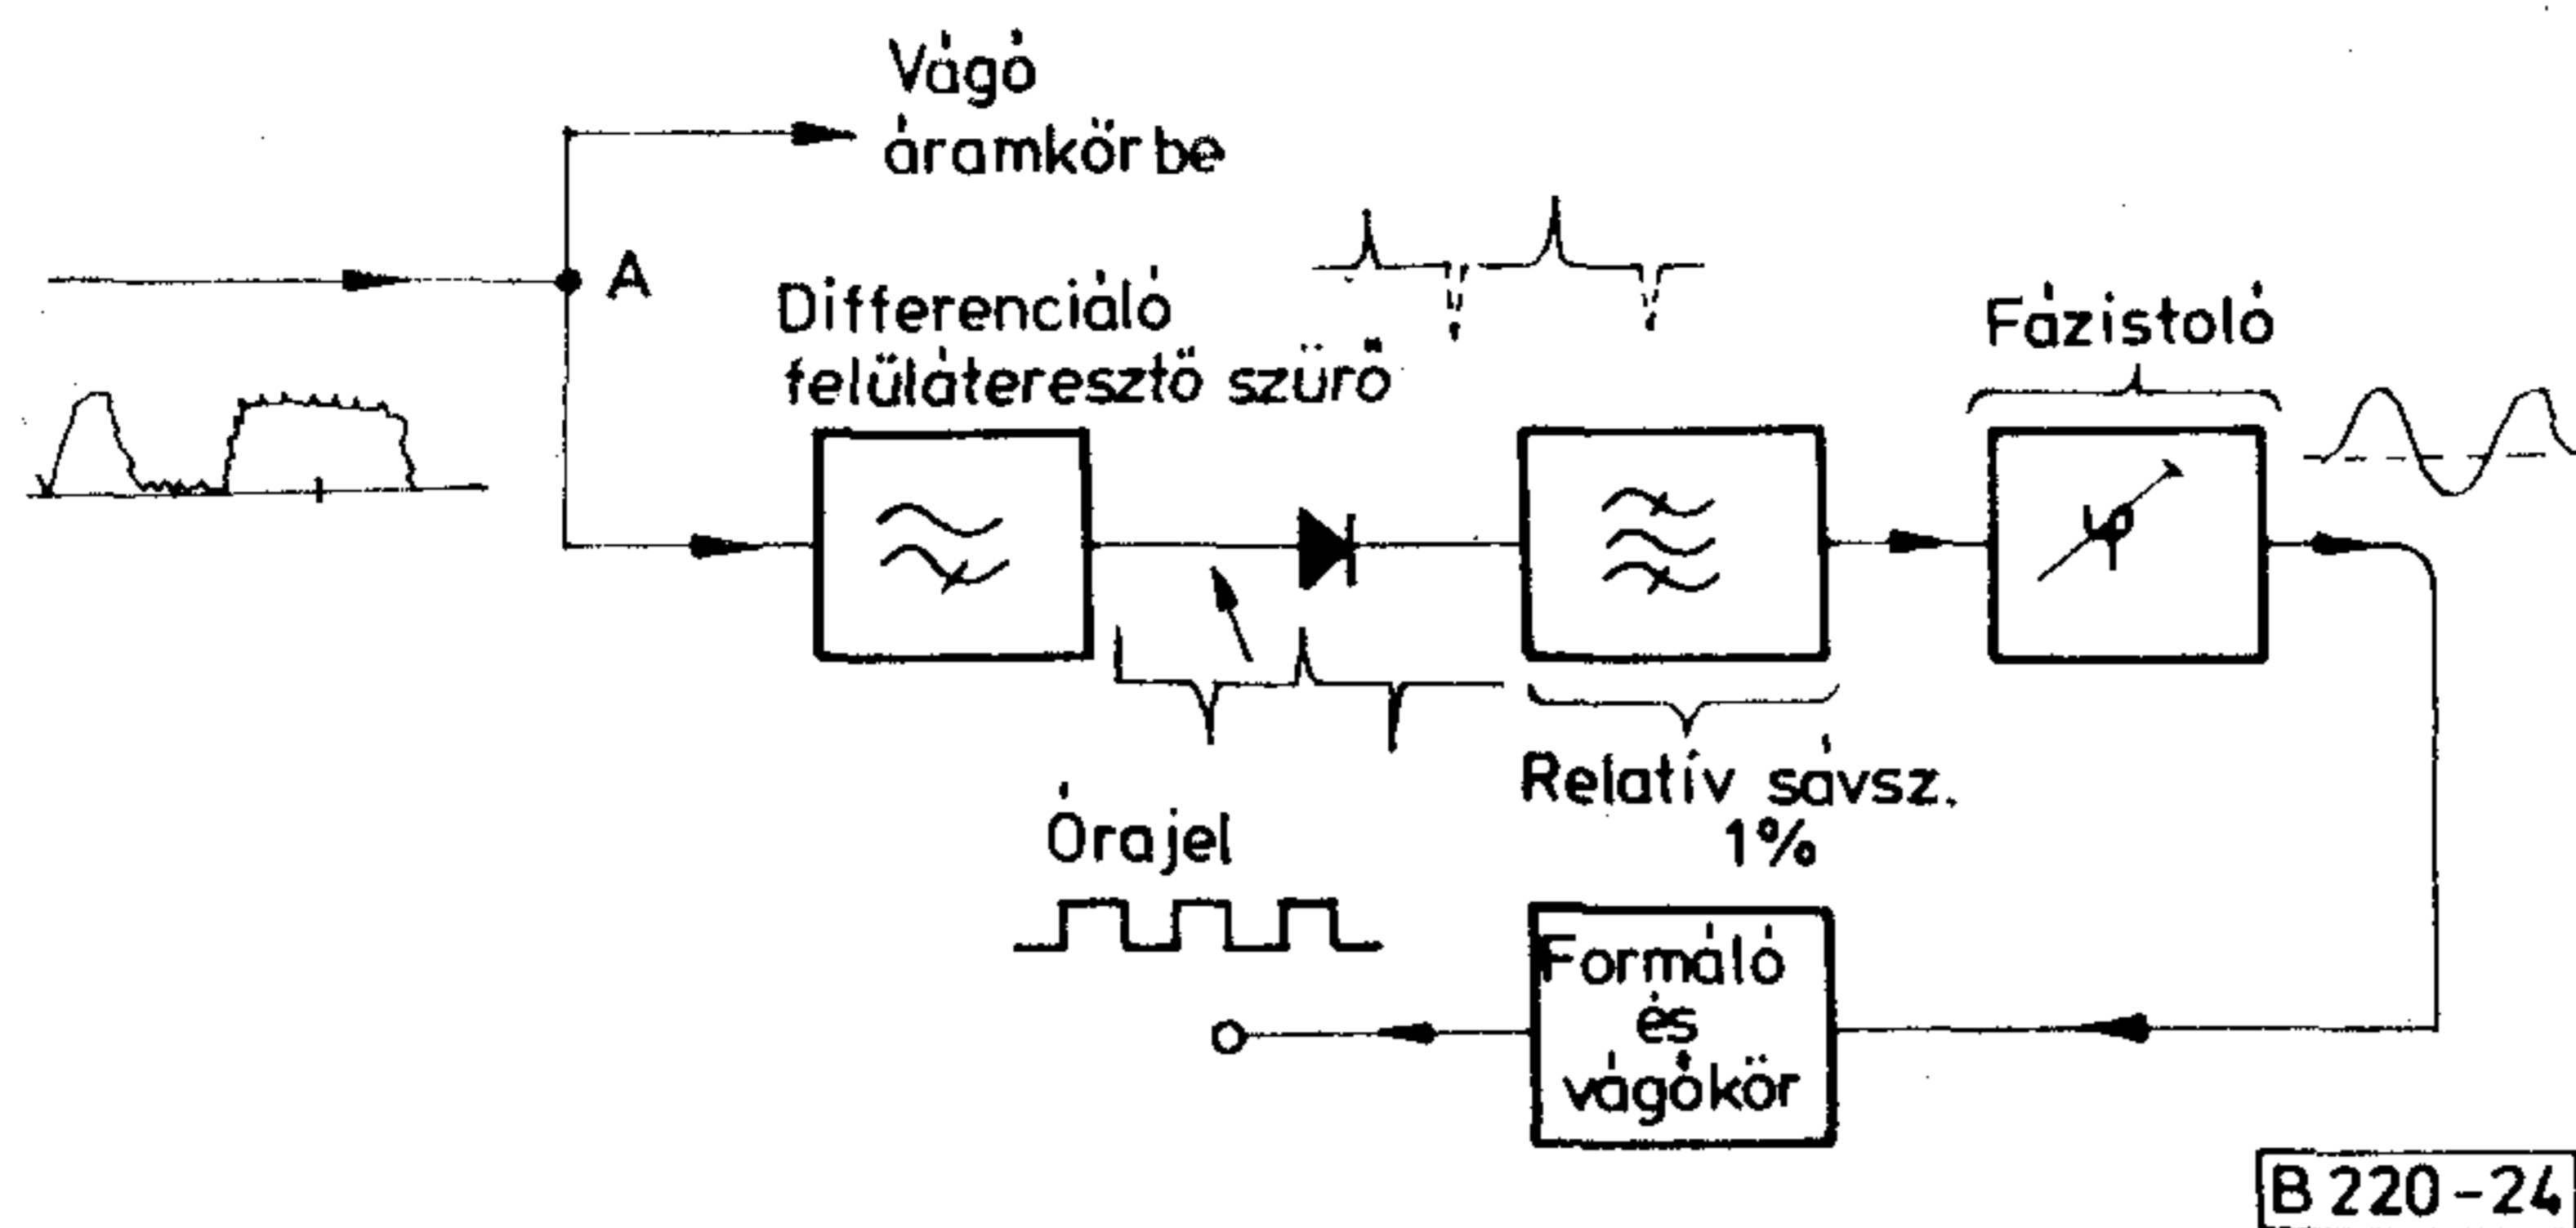 Vágó
áramkörbe
A
Differenciáló
felüláteresztő szűrő
Fázistoló
φ
Relatív sávsz.
1%
Órajel
Formáló
és
vágókör
B 220-24